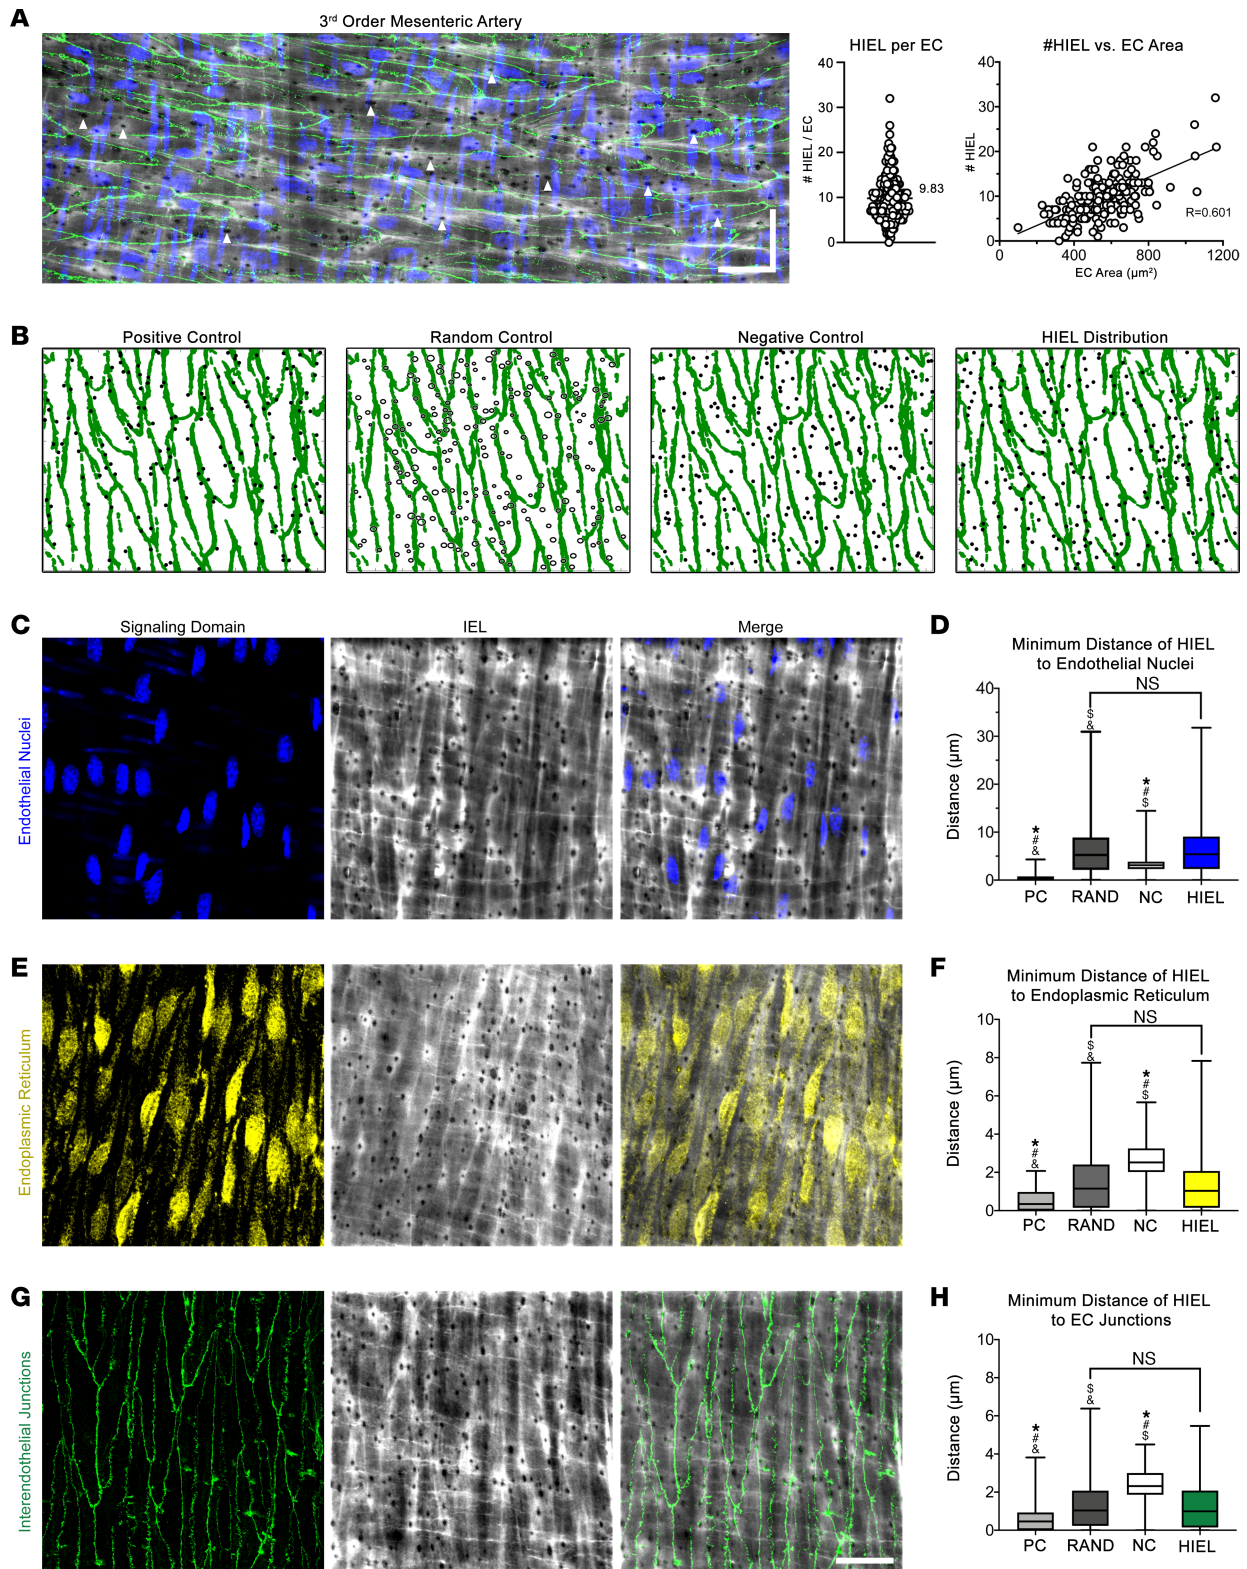 A
3rd Order Mesenteric Artery
HIEL per EC
# HIEL / EC
40
30
20
10
0
9.83
#HIEL vs. EC Area
# HIEL
40
30
20
10
0
0
400
800
1200
R=0.601
EC Area (µm²)
B
Positive Control
Random Control
Negative Control
HIEL Distribution
C
Signaling Domain
IEL
Merge
Endothelial Nuclei
D
Minimum Distance of HIEL
to Endothelial Nuclei
NS
Distance (µm)
40
30
20
10
0
*
#
&
$
&
*
#
$
PC
RAND
NC
HIEL
E
Endoplasmic Reticulum
F
Minimum Distance of HIEL
to Endoplasmic Reticulum
NS
Distance (µm)
10
8
6
4
2
0
*
#
&
$
&
*
#
$
PC
RAND
NC
HIEL
G
Interendothelial Junctions
H
Minimum Distance of HIEL
to EC Junctions
NS
Distance (µm)
10
8
6
4
2
0
*
#
&
$
&
*
#
$
PC
RAND
NC
HIEL